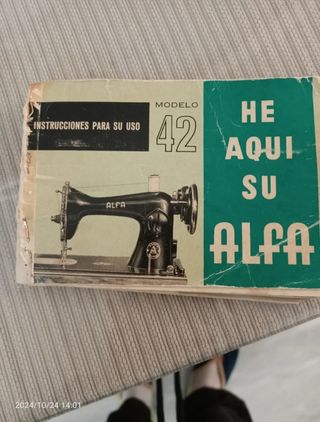 MODELO
42
INSTRUCCIONES PARA SU USO
HE
AQUI
SU
ALFA
ALFA
2024/10/24 14:01